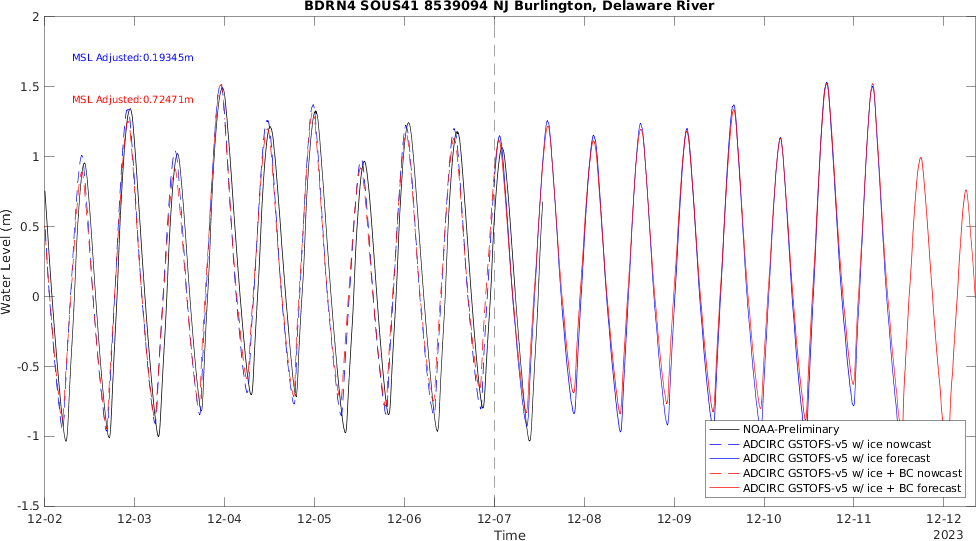 BDRN4 SOUS41 8539094 NJ Burlington, Delaware River
2
1.5
1
0.5
0
-0.5
-1
-1.5
Water Level (m)
MSL Adjusted:0.19345m
MSL Adjusted:0.72471m
NOAA-Preliminary
ADCIRC GSTOFS-v5 w/ ice nowcast
ADCIRC GSTOFS-v5 w/ ice forecast
ADCIRC GSTOFS-v5 w/ ice + BC nowcast
ADCIRC GSTOFS-v5 w/ ice + BC forecast
12-02 12-03 12-04 12-05 12-06 12-07 12-08 12-09 12-10 12-11 12-12
2023
Time